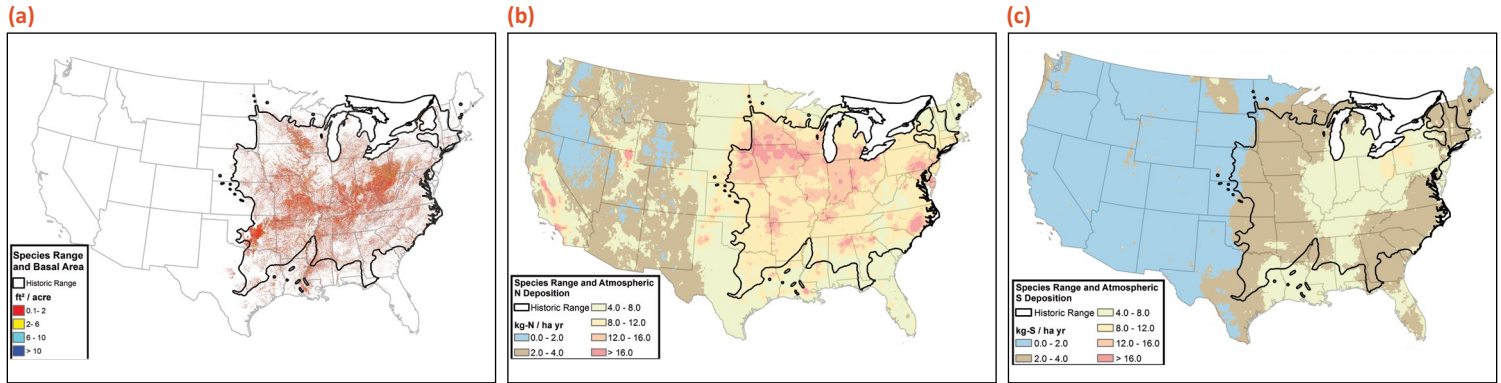 (a)
(b)
(c)
Species Range
and Basal Area
Historic Range
ft² / acre
0.1- 2
2- 6
6 - 10
> 10
Species Range and Atmospheric
N Deposition
Historic Range
kg-N / ha yr
0.0 - 2.0
2.0 - 4.0
4.0 - 8.0
8.0 - 12.0
12.0 - 16.0
> 16.0
Species Range and Atmospheric
S Deposition
Historic Range
kg-S / ha yr
0.0 - 2.0
2.0 - 4.0
4.0 - 8.0
8.0 - 12.0
12.0 - 16.0
> 16.0